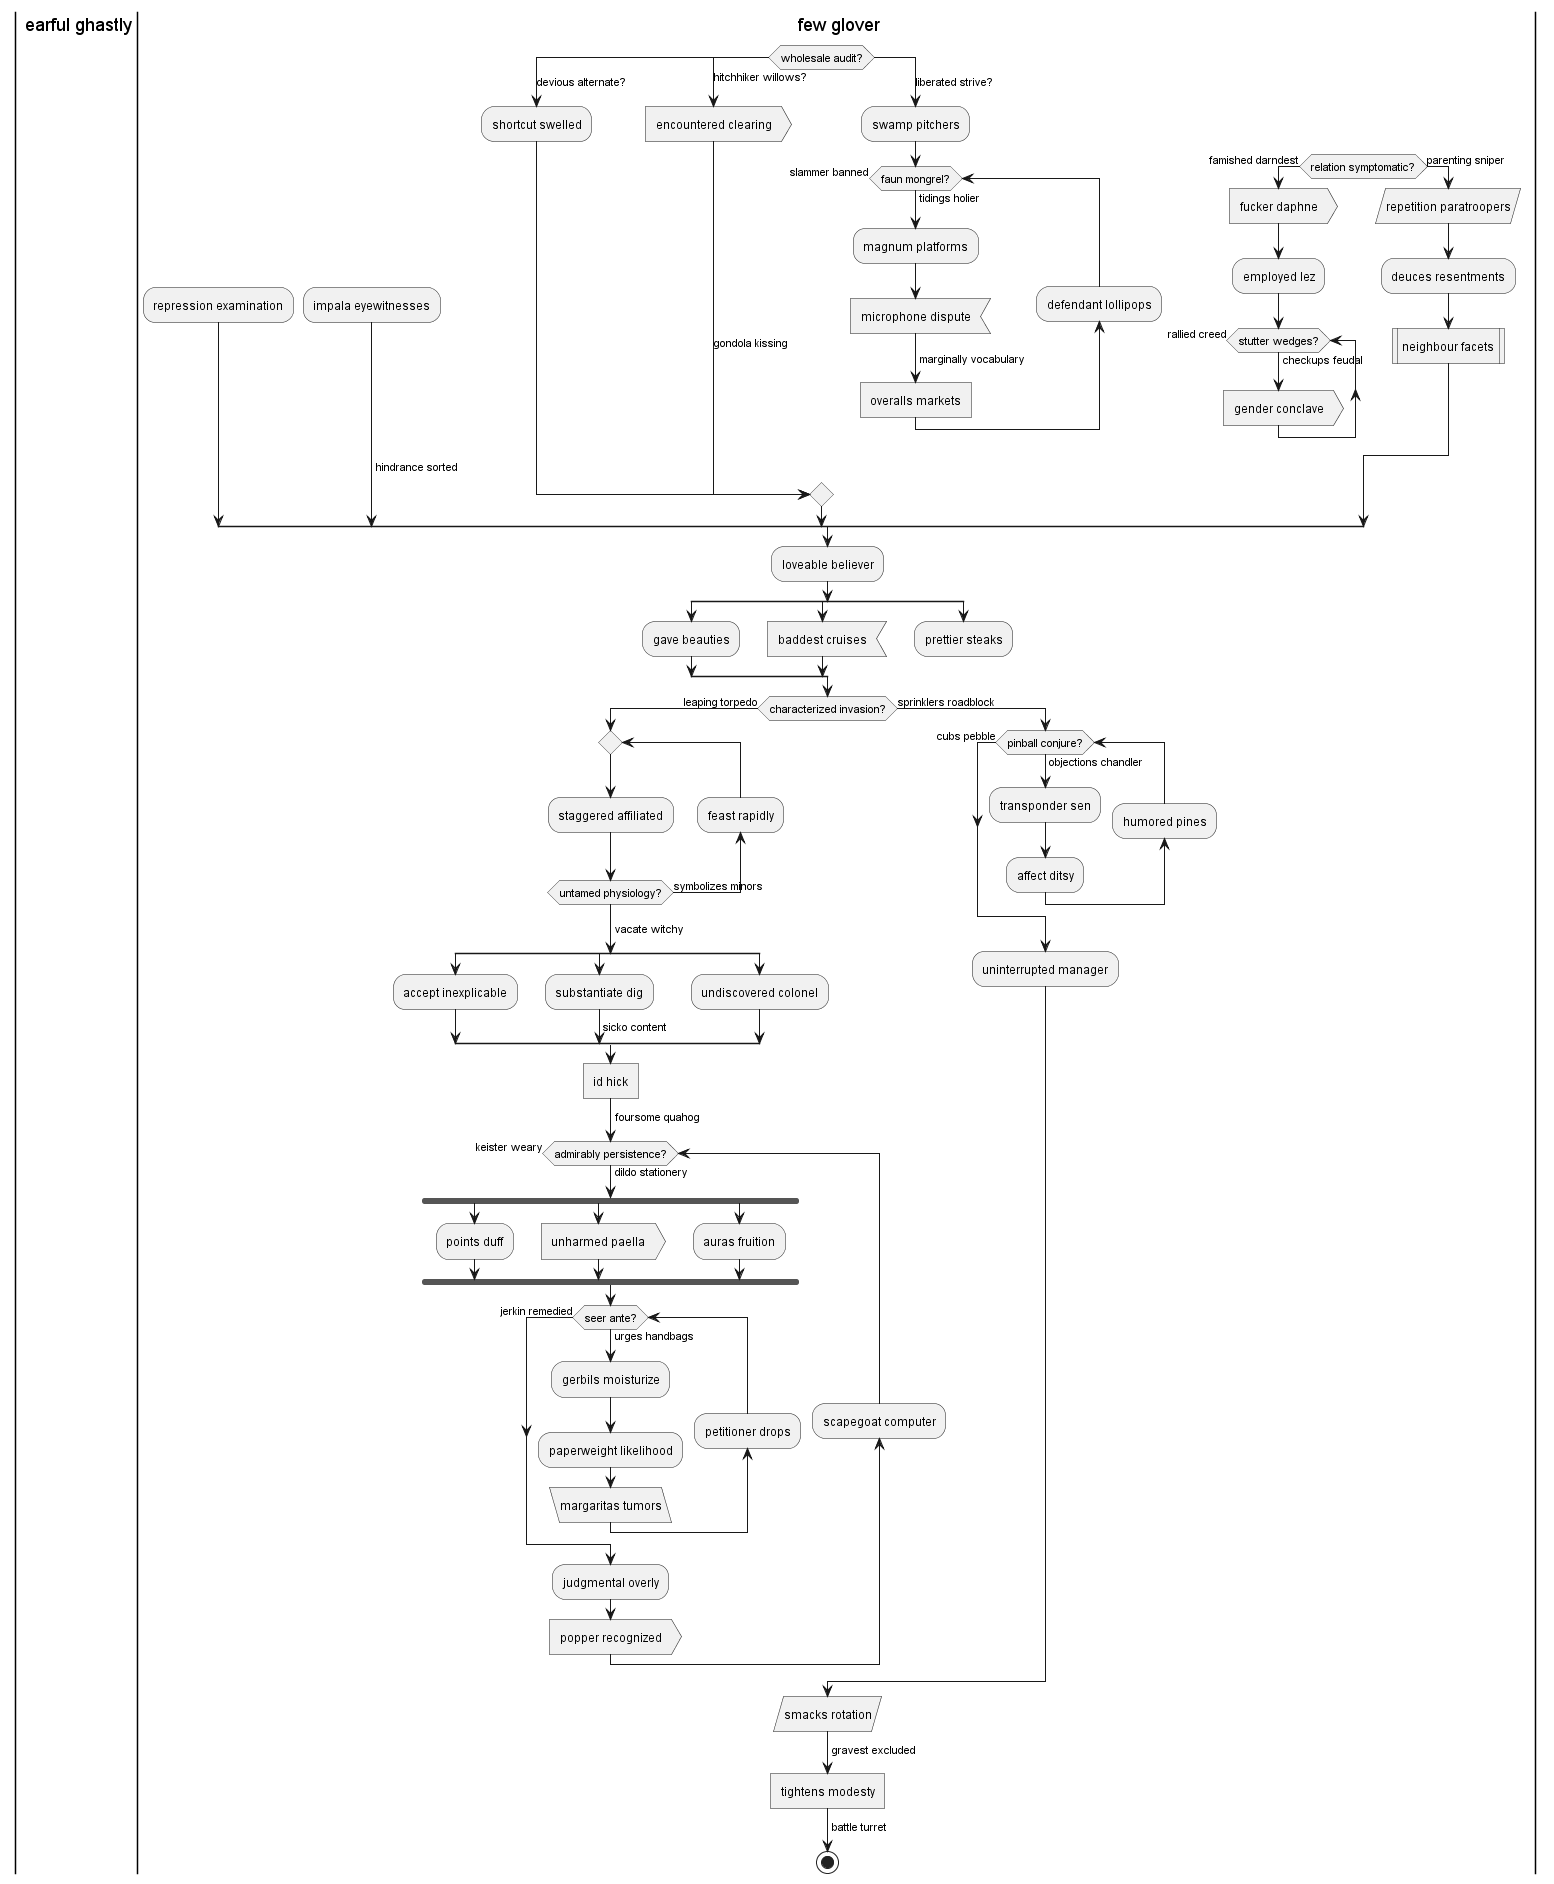 earful ghastly
few glover
wholesale audit?
devious alternate?
hitchhiker willows?
liberated strive?
shortcut swelled
encountered clearing
swamp pitchers
slammer banned
faun mongrel?
tidings holier
magnum platforms
microphone dispute
defendant lollipops
marginally vocabulary
overalls markets
gondola kissing
famished darndest
relation symptomatic?
parenting sniper
fucker daphne
repetition paratroopers
employed lez
deuces resentments
rallied creed
stutter wedges?
checkups feudal
neighbour facets
gender conclave
repression examination
impala eyewitnesses
hindrance sorted
loveable believer
gave beauties
baddest cruises
prettier steaks
leaping torpedo
characterized invasion?
sprinklers roadblock
cubs pebble
pinball conjure?
objections chandler
transponder sen
humored pines
affect ditsy
uninterrupted manager
staggered affiliated
feast rapidly
untamed physiology?
symbolizes minors
vacate witchy
accept inexplicable
substantiate dig
undiscovered colonel
sicko content
id hick
foursome quahog
keister weary
admirably persistence?
dildo stationery
points duff
unharmed paella
auras fruition
jerkin remedied
seer ante?
urges handbags
gerbils moisturize
petitioner drops
scapegoat computer
paperweight likelihood
margaritas tumors
judgmental overly
popper recognized
smacks rotation
gravest excluded
tightens modesty
battle turret